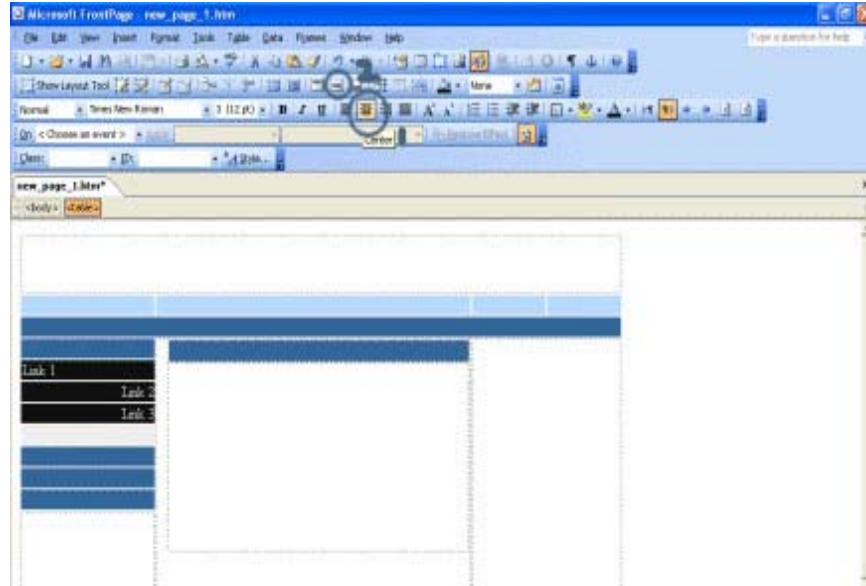 Microsoft FrontPage - new_page_1.htm
File Edit View Insert Format Tools Table Data Frames Window Help
Type a question for help
Show Layout Tool
None
Normal Times New Roman 3 (12 pt) B I U
On: < Choose an event >
Center
Class: ID: Style...
new_page_1.htm*
<body> <table>
Link 1
Link 2
Link 3